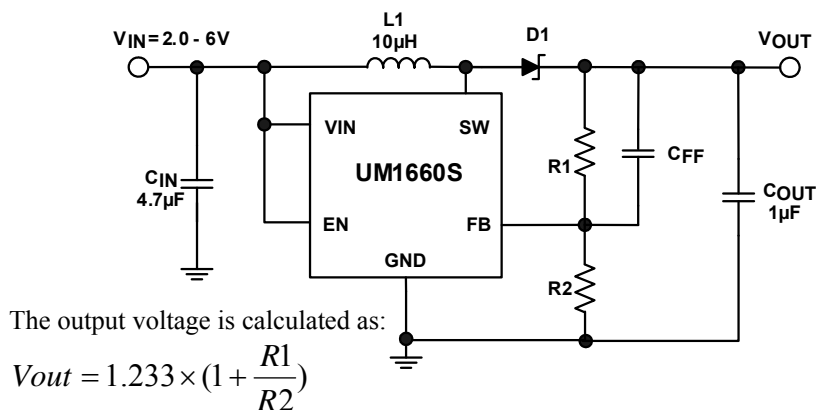 L1
10µH
D1
VIN= 2.0 - 6V
VOUT
VIN
SW
UM1660S
R1
CFF
CIN
4.7µF
COUT
1µF
EN
FB
GND
R2
The output voltage is calculated as:
Vout = 1.233 × (1 + R1/R2)